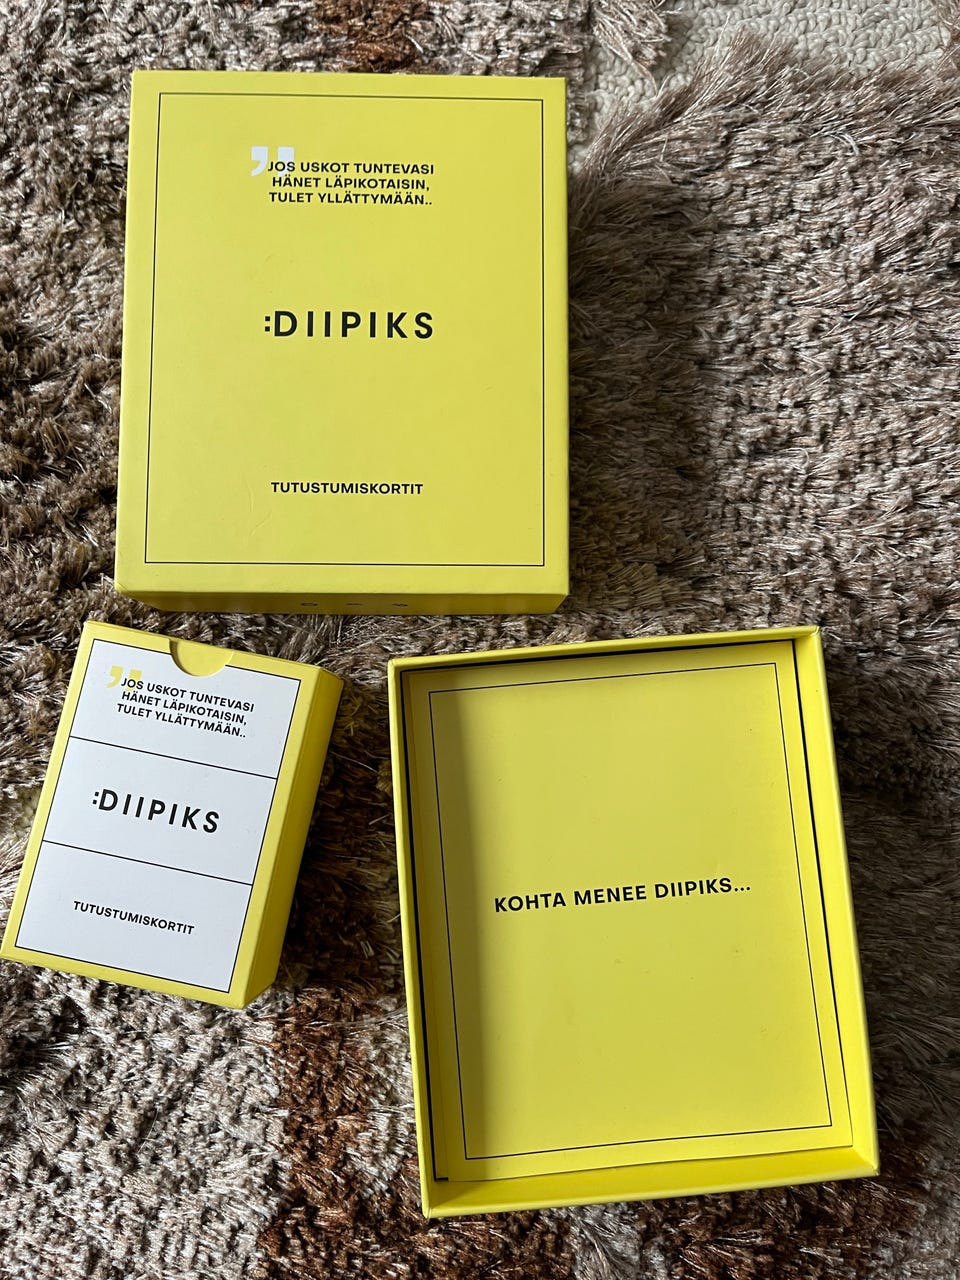 JOS USKOT TUNTEVASI
HÄNET LÄPIKOTAISIN,
TULET YLLÄTTYMÄÄN..
:DIIPIKS
TUTUSTUMISKORTIT
JOS USKOT TUNTEVASI
HÄNET LÄPIKOTAISIN,
TULET YLLÄTTYMÄÄN..
:DIIPIKS
TUTUSTUMISKORTIT
KOHTA MENEE DIIPIKS...